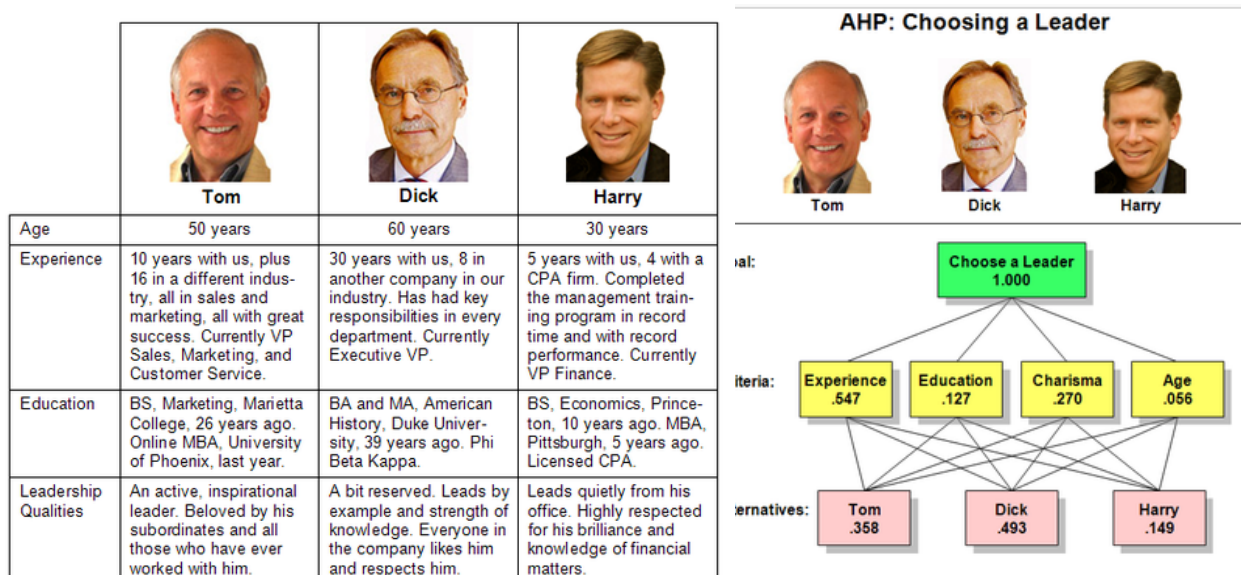 Tom
Dick
Harry
Age
50 years
60 years
30 years
Experience
10 years with us, plus
16 in a different indus-
try, all in sales and
marketing, all with great
success. Currently VP
Sales, Marketing, and
Customer Service.
30 years with us, 8 in
another company in our
industry. Has had key
responsibilities in every
department. Currently
Executive VP.
5 years with us, 4 with a
CPA firm. Completed
the management train-
ing program in record
time and with record
performance. Currently
VP Finance.
Education
BS, Marketing, Marietta
College, 26 years ago.
Online MBA, University
of Phoenix, last year.
BA and MA, American
History, Duke Univer-
sity, 39 years ago. Phi
Beta Kappa.
BS, Economics, Prince-
ton, 10 years ago. MBA,
Pittsburgh, 5 years ago.
Licensed CPA.
Leadership
Qualities
An active, inspirational
leader. Beloved by his
subordinates and all
those who have ever
worked with him.
A bit reserved. Leads by
example and strength of
knowledge. Everyone in
the company likes him
and respects him.
Leads quietly from his
office. Highly respected
for his brilliance and
knowledge of financial
matters.
AHP: Choosing a Leader
Tom
Dick
Harry
al:
Choose a Leader
1.000
iteria:
Experience
.547
Education
.127
Charisma
.270
Age
.056
ternatives:
Tom
.358
Dick
.493
Harry
.149